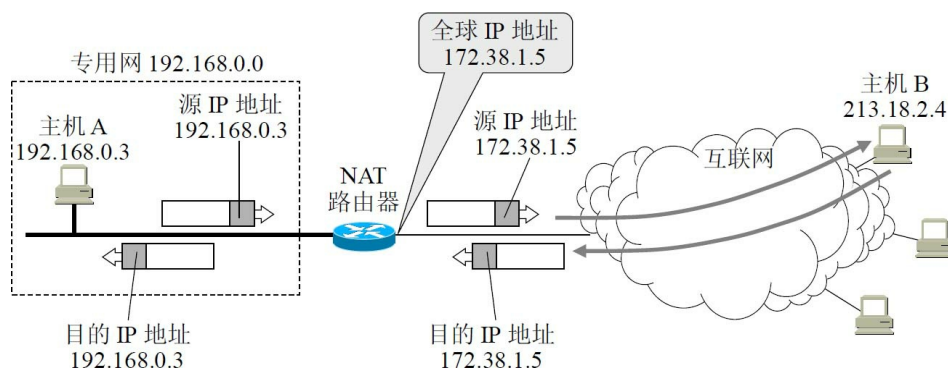 全球 IP 地址
172.38.1.5
专用网 192.168.0.0
源 IP 地址
192.168.0.3
主机 A
192.168.0.3
NAT
路由器
源 IP 地址
172.38.1.5
互联网
主机 B
213.18.2.4
目的 IP 地址
192.168.0.3
目的 IP 地址
172.38.1.5